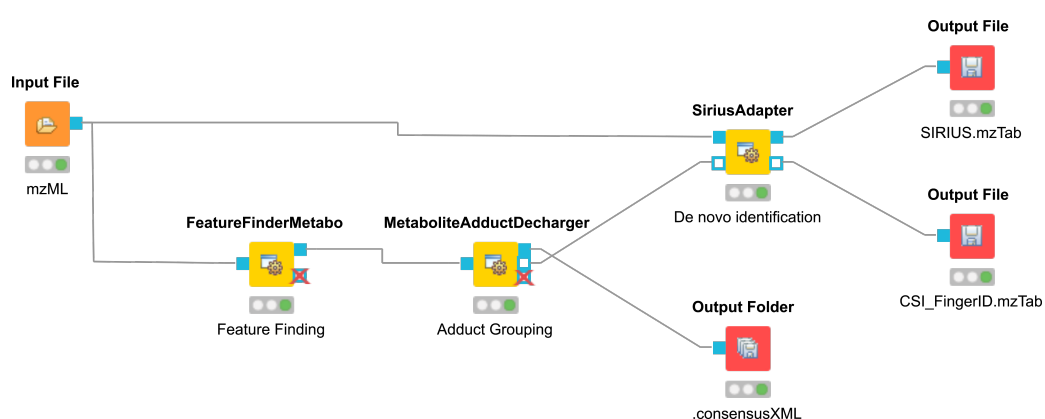 Output File
Input File
SiriusAdapter
SIRIUS.mzTab
mzML
Output File
FeatureFinderMetabo
MetaboliteAdductDecharger
De novo identification
CSI_FingerID.mzTab
Output Folder
Feature Finding
Adduct Grouping
.consensusXML